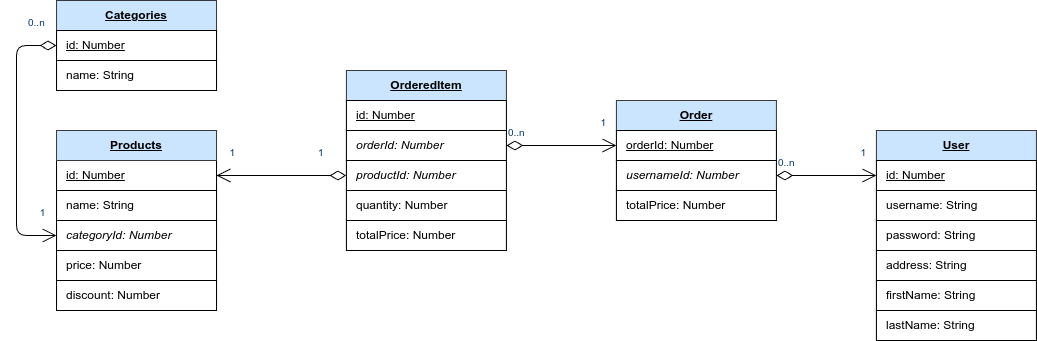 Categories
0..n
id: Number
name: String
Products
id: Number
name: String
1
categoryId: Number
price: Number
discount: Number
1
1
OrderedItem
id: Number
orderId: Number
productId: Number
quantity: Number
totalPrice: Number
0..n
1
Order
orderId: Number
usernameId: Number
totalPrice: Number
0..n
1
User
id: Number
username: String
password: String
address: String
firstName: String
lastName: String